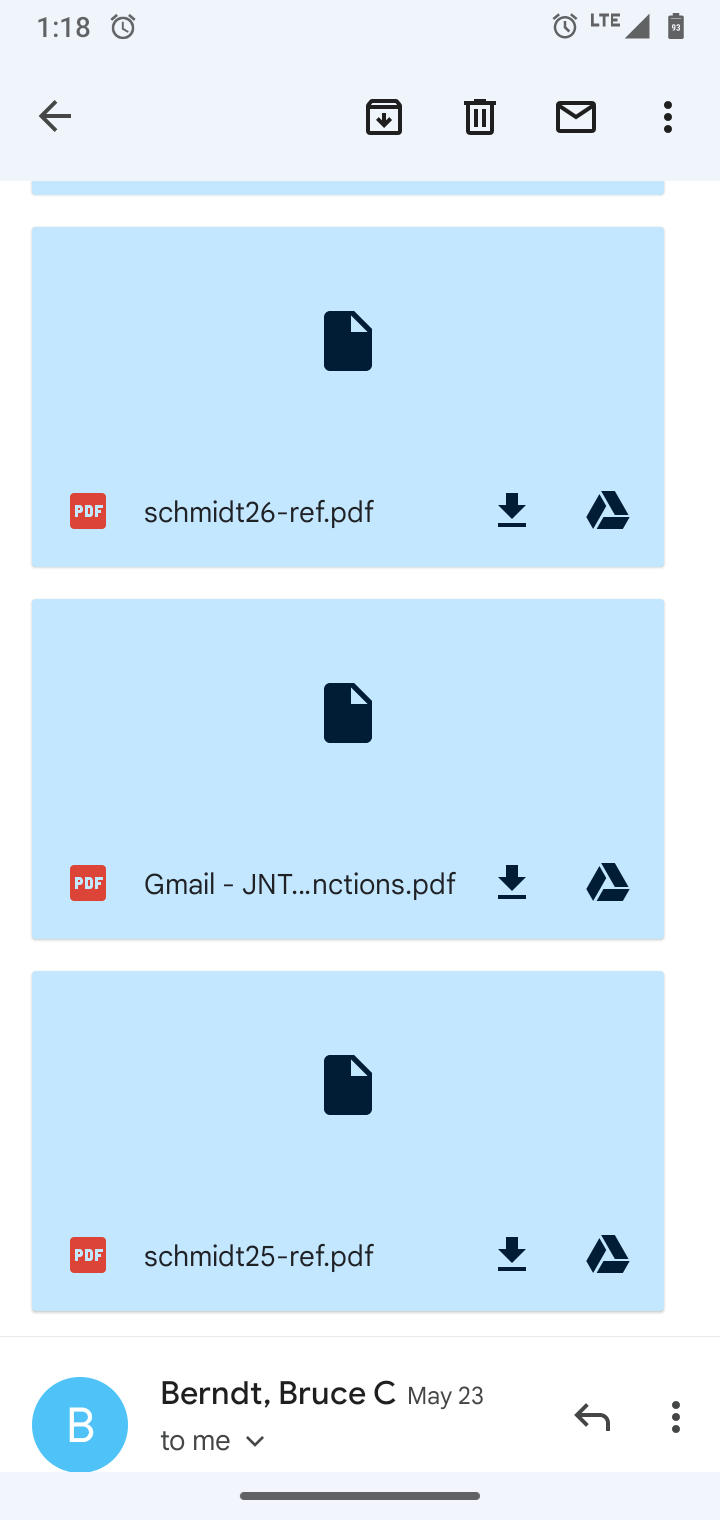 1:18
LTE
93
PDF schmidt26-ref.pdf
PDF Gmail - JNT...nctions.pdf
PDF schmidt25-ref.pdf
B
Berndt, Bruce C May 23
to me